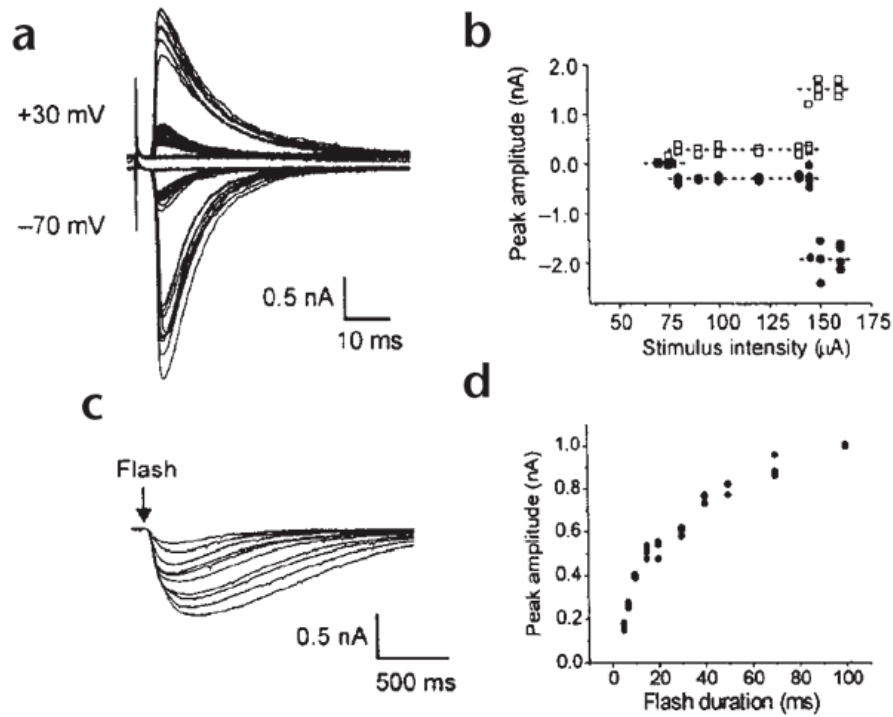 a
+30 mV
−70 mV
0.5 nA
10 ms
b
Peak amplitude (nA)
2.0
1.0
0.0
−1.0
−2.0
50 75 100 125 150 175
Stimulus intensity (μA)
c
Flash
0.5 nA
500 ms
d
Peak amplitude (nA)
1.0
0.8
0.6
0.4
0.2
0.0
0 20 40 60 80 100
Flash duration (ms)